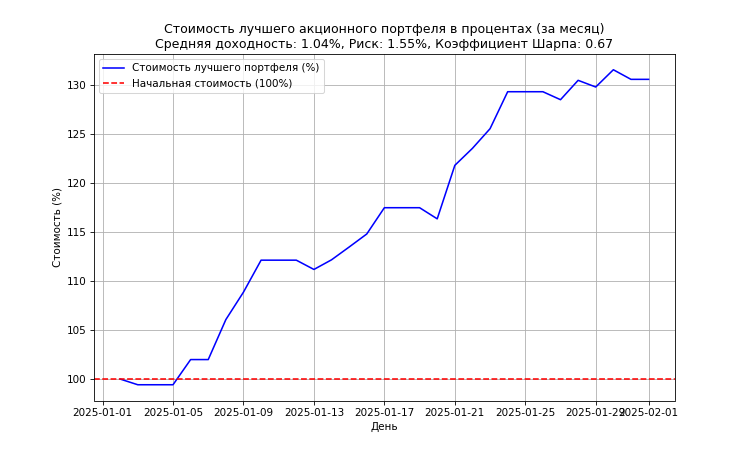 Стоимость лучшего акционного портфеля в процентах (за месяц)
Средняя доходность: 1.04%, Риск: 1.55%, Коэффициент Шарпа: 0.67
Стоимость лучшего портфеля (%)
Начальная стоимость (100%)
Стоимость (%)
130
125
120
115
110
105
100
2025-01-01 2025-01-05 2025-01-09 2025-01-13 2025-01-17 2025-01-21 2025-01-25 2025-01-29 2025-02-01
День